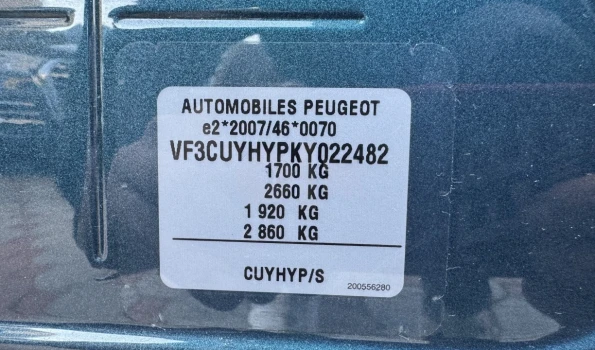 AUTOMOBILES PEUGEOT
e2*2007/46*0070
VF3CUYHYPKY022482
1700 KG
2660 KG
1 920 KG
2 860 KG
CUYHYP/S
200556280